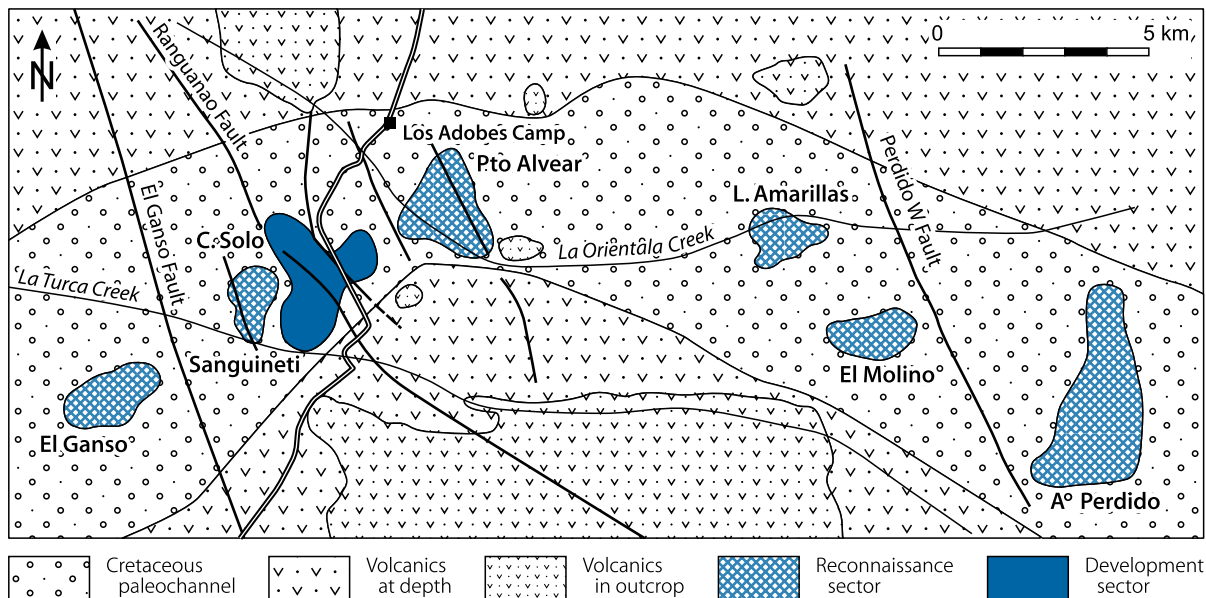 0 5 km
N
Ranguanao Fault
Los Adobes Camp
Pto Alvear
Perdido W Fault
L. Amarillas
El Ganso Fault
C. Solo
La Orientala Creek
La Turca Creek
Sanguineti
El Molino
El Ganso
Aº Perdido
Cretaceous
paleochannel
Volcanics
at depth
Volcanics
in outcrop
Reconnaissance
sector
Development
sector